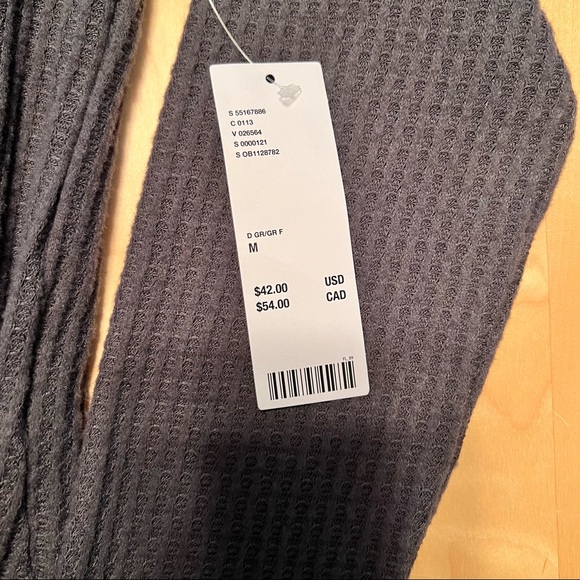 S 55167886
C 0113
V 026564
S 0000121
S OB1128782
D GR/GR F
M
$42.00 USD
$54.00 CAD